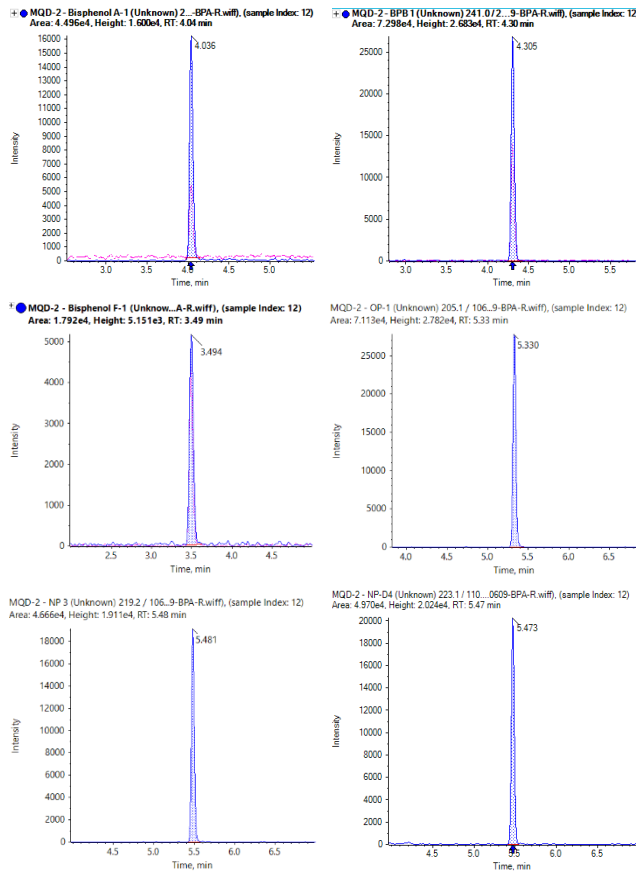 MQD-2 - Bisphenol A-1 (Unknown) 2...-BPA-R.wiff), (sample Index: 12)
Area: 4.496e4, Height: 1.600e4, RT: 4.04 min
4.036
16000
15000
14000
13000
12000
11000
10000
9000
8000
7000
6000
5000
4000
3000
2000
1000
0
Intensity
3.0 3.5 4.0 4.5 5.0
Time, min
MQD-2 - BPB 1 (Unknown) 241.0/2...9-BPA-R.wiff), (sample Index: 12)
Area: 7.298e4, Height: 2.683e4, RT: 4.30 min
4.305
25000
20000
15000
10000
5000
0
Intensity
3.0 3.5 4.0 4.5 5.0 5.5
Time, min
MQD-2 - Bisphenol F-1 (Unknow...A-R.wiff), (sample Index: 12)
Area: 1.792e4, Height: 5.151e3, RT: 3.49 min
3.494
5000
4000
3000
2000
1000
0
Intensity
2.5 3.0 3.5 4.0 4.5
Time, min
MQD-2 - OP-1 (Unknown) 205.1 / 106...9-BPA-R.wiff), (sample Index: 12)
Area: 7.113e4, Height: 2.782e4, RT: 5.33 min
5.330
25000
20000
15000
10000
5000
0
Intensity
4.0 4.5 5.0 5.5 6.0 6.5
Time, min
MQD-2 - NP 3 (Unknown) 219.2 / 106...9-BPA-R.wiff), (sample Index: 12)
Area: 4.666e4, Height: 1.911e4, RT: 5.48 min
5.481
18000
16000
14000
12000
10000
8000
6000
4000
2000
0
Intensity
4.5 5.0 5.5 6.0 6.5
Time, min
MQD-2 - NP-D4 (Unknown) 223.1 / 110....0609-BPA-R.wiff), (sample Index: 12)
Area: 4.970e4, Height: 2.024e4, RT: 5.47 min
5.473
20000
18000
16000
14000
12000
10000
8000
6000
4000
2000
0
Intensity
4.5 5.0 5.5 6.0 6.5
Time, min